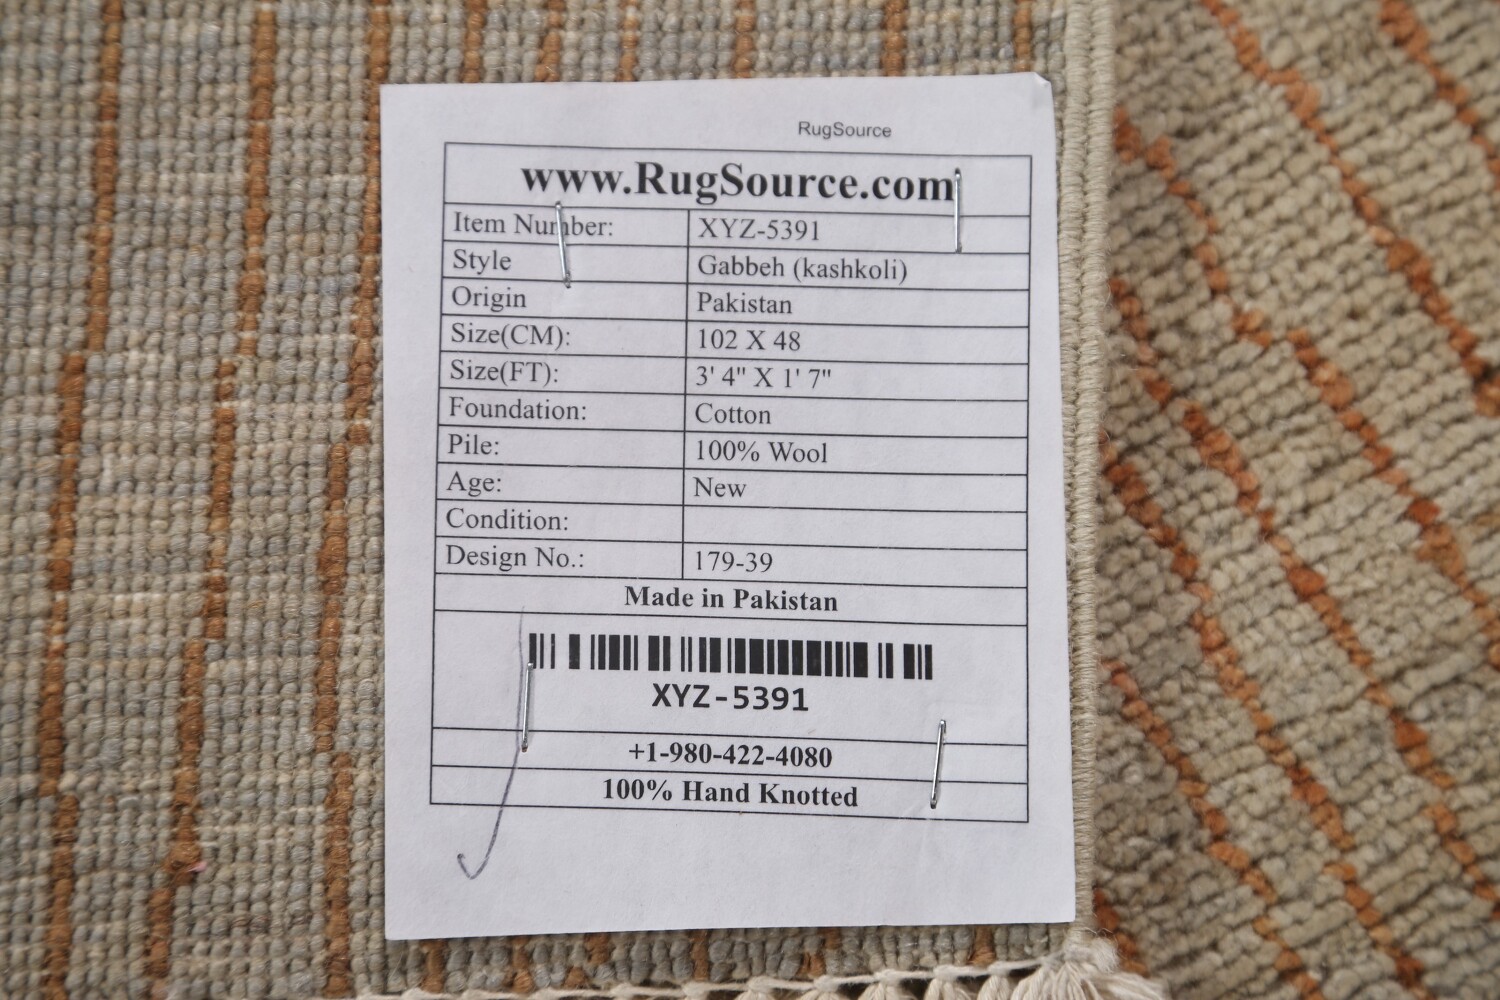 RugSource
www.RugSource.com
Item Number: XYZ-5391
Style Gabbeh (kashkoli)
Origin Pakistan
Size(CM): 102 X 48
Size(FT): 3' 4" X 1' 7"
Foundation: Cotton
Pile: 100% Wool
Age: New
Condition:
Design No.: 179-39
Made in Pakistan
XYZ-5391
+1-980-422-4080
100% Hand Knotted